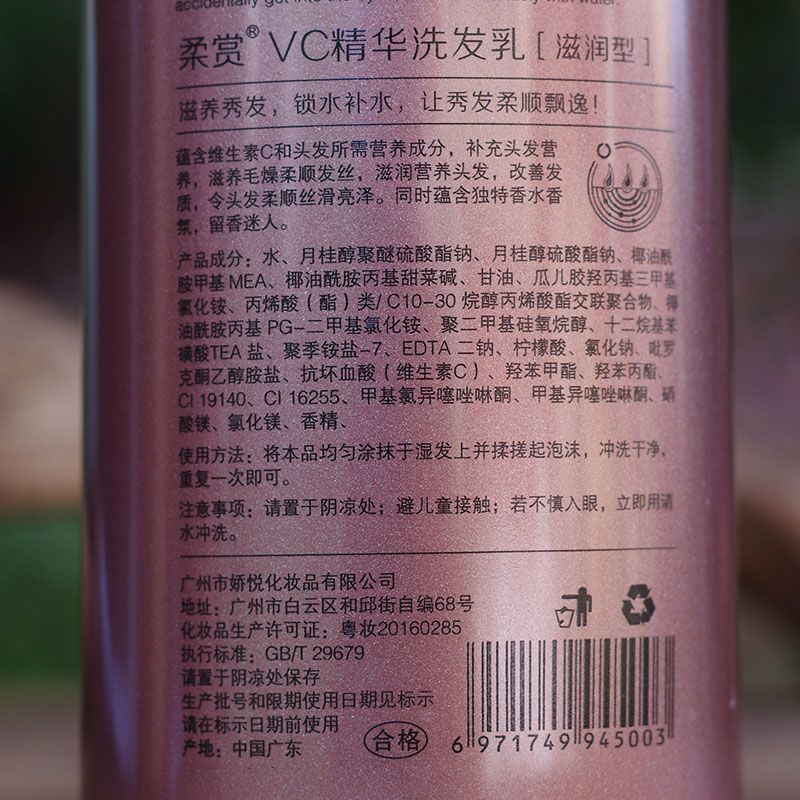 accidentally get into the
with water.
柔赏® VC精华洗发乳 [ 滋润型 ]
滋养秀发，锁水补水，让秀发柔顺飘逸！
蕴含维生素C和头发所需营养成分，补充头发营
养，滋养毛燥柔顺发丝，滋润营养头发，改善发
质，令头发柔顺丝滑亮泽。同时蕴含独特香水香
氛，留香迷人。
产品成分：水、月桂醇聚醚硫酸酯钠、月桂醇硫酸酯钠、椰油酰
胺甲基 MEA、椰油酰胺丙基甜菜碱、甘油、瓜儿胶羟丙基三甲基
氯化铵、丙烯酸（酯）类/ C10-30 烷醇丙烯酸酯交联聚合物、椰
油酰胺丙基 PG-二甲基氯化铵、聚二甲基硅氧烷醇、十二烷基苯
磺酸TEA 盐、聚季铵盐-7、EDTA 二钠、柠檬酸、氯化钠、吡罗
克酮乙醇胺盐、抗坏血酸（维生素C）、羟苯甲酯、羟苯丙酯、
CI 19140、CI 16255、甲基氯异噻唑啉酮、甲基异噻唑啉酮、硝
酸镁、氯化镁、香精、
使用方法：将本品均匀涂抹于湿发上并揉搓起泡沫，冲洗干净，
重复一次即可。
注意事项：请置于阴凉处；避儿童接触；若不慎入眼，立即用清
水冲洗。
广州市娇悦化妆品有限公司
地址：广州市白云区和邱街自编68号
化妆品生产许可证：粤妆20160285
执行标准：GB/T 29679
请置于阴凉处保存
生产批号和限期使用日期见标示
请在标示日期前使用
产地：中国广东
合格
6 971749 945003